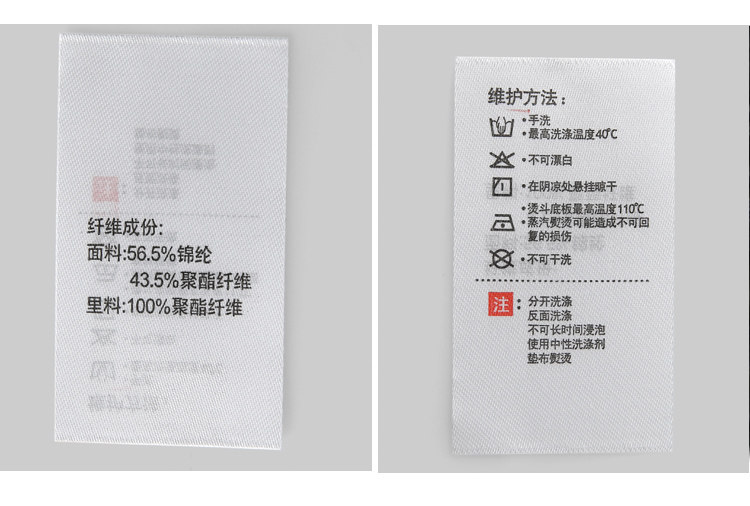 纤维成份:
面料:56.5%锦纶
43.5%聚酯纤维
里料:100%聚酯纤维
维护方法:
•手洗
•最高洗涤温度40℃
•不可漂白
•在阴凉处悬挂晾干
•烫斗底板最高温度110℃
•蒸汽熨烫可能造成不可回
复的损伤
•不可干洗
注:分开洗涤
反面洗涤
不可长时间浸泡
使用中性洗涤剂
垫布熨烫